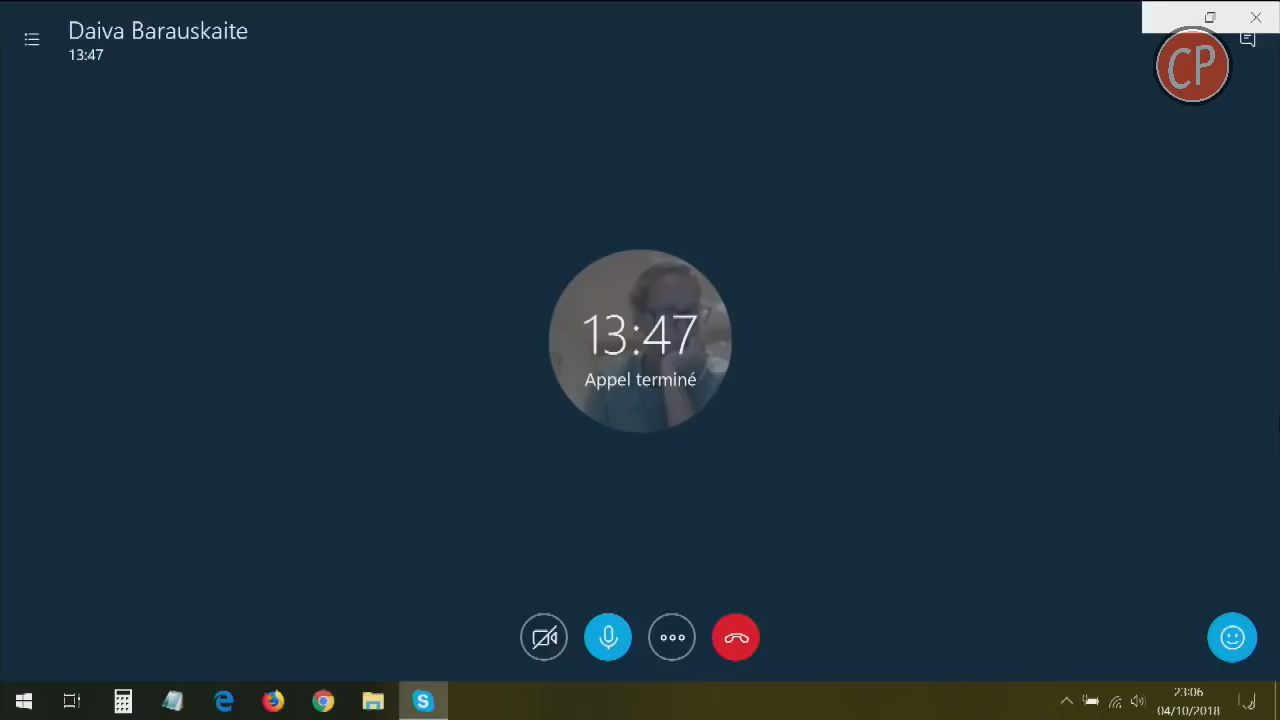 Daiva Barauskaite
13:47
CP
13:47
Appel terminé
23:06
04/10/2018